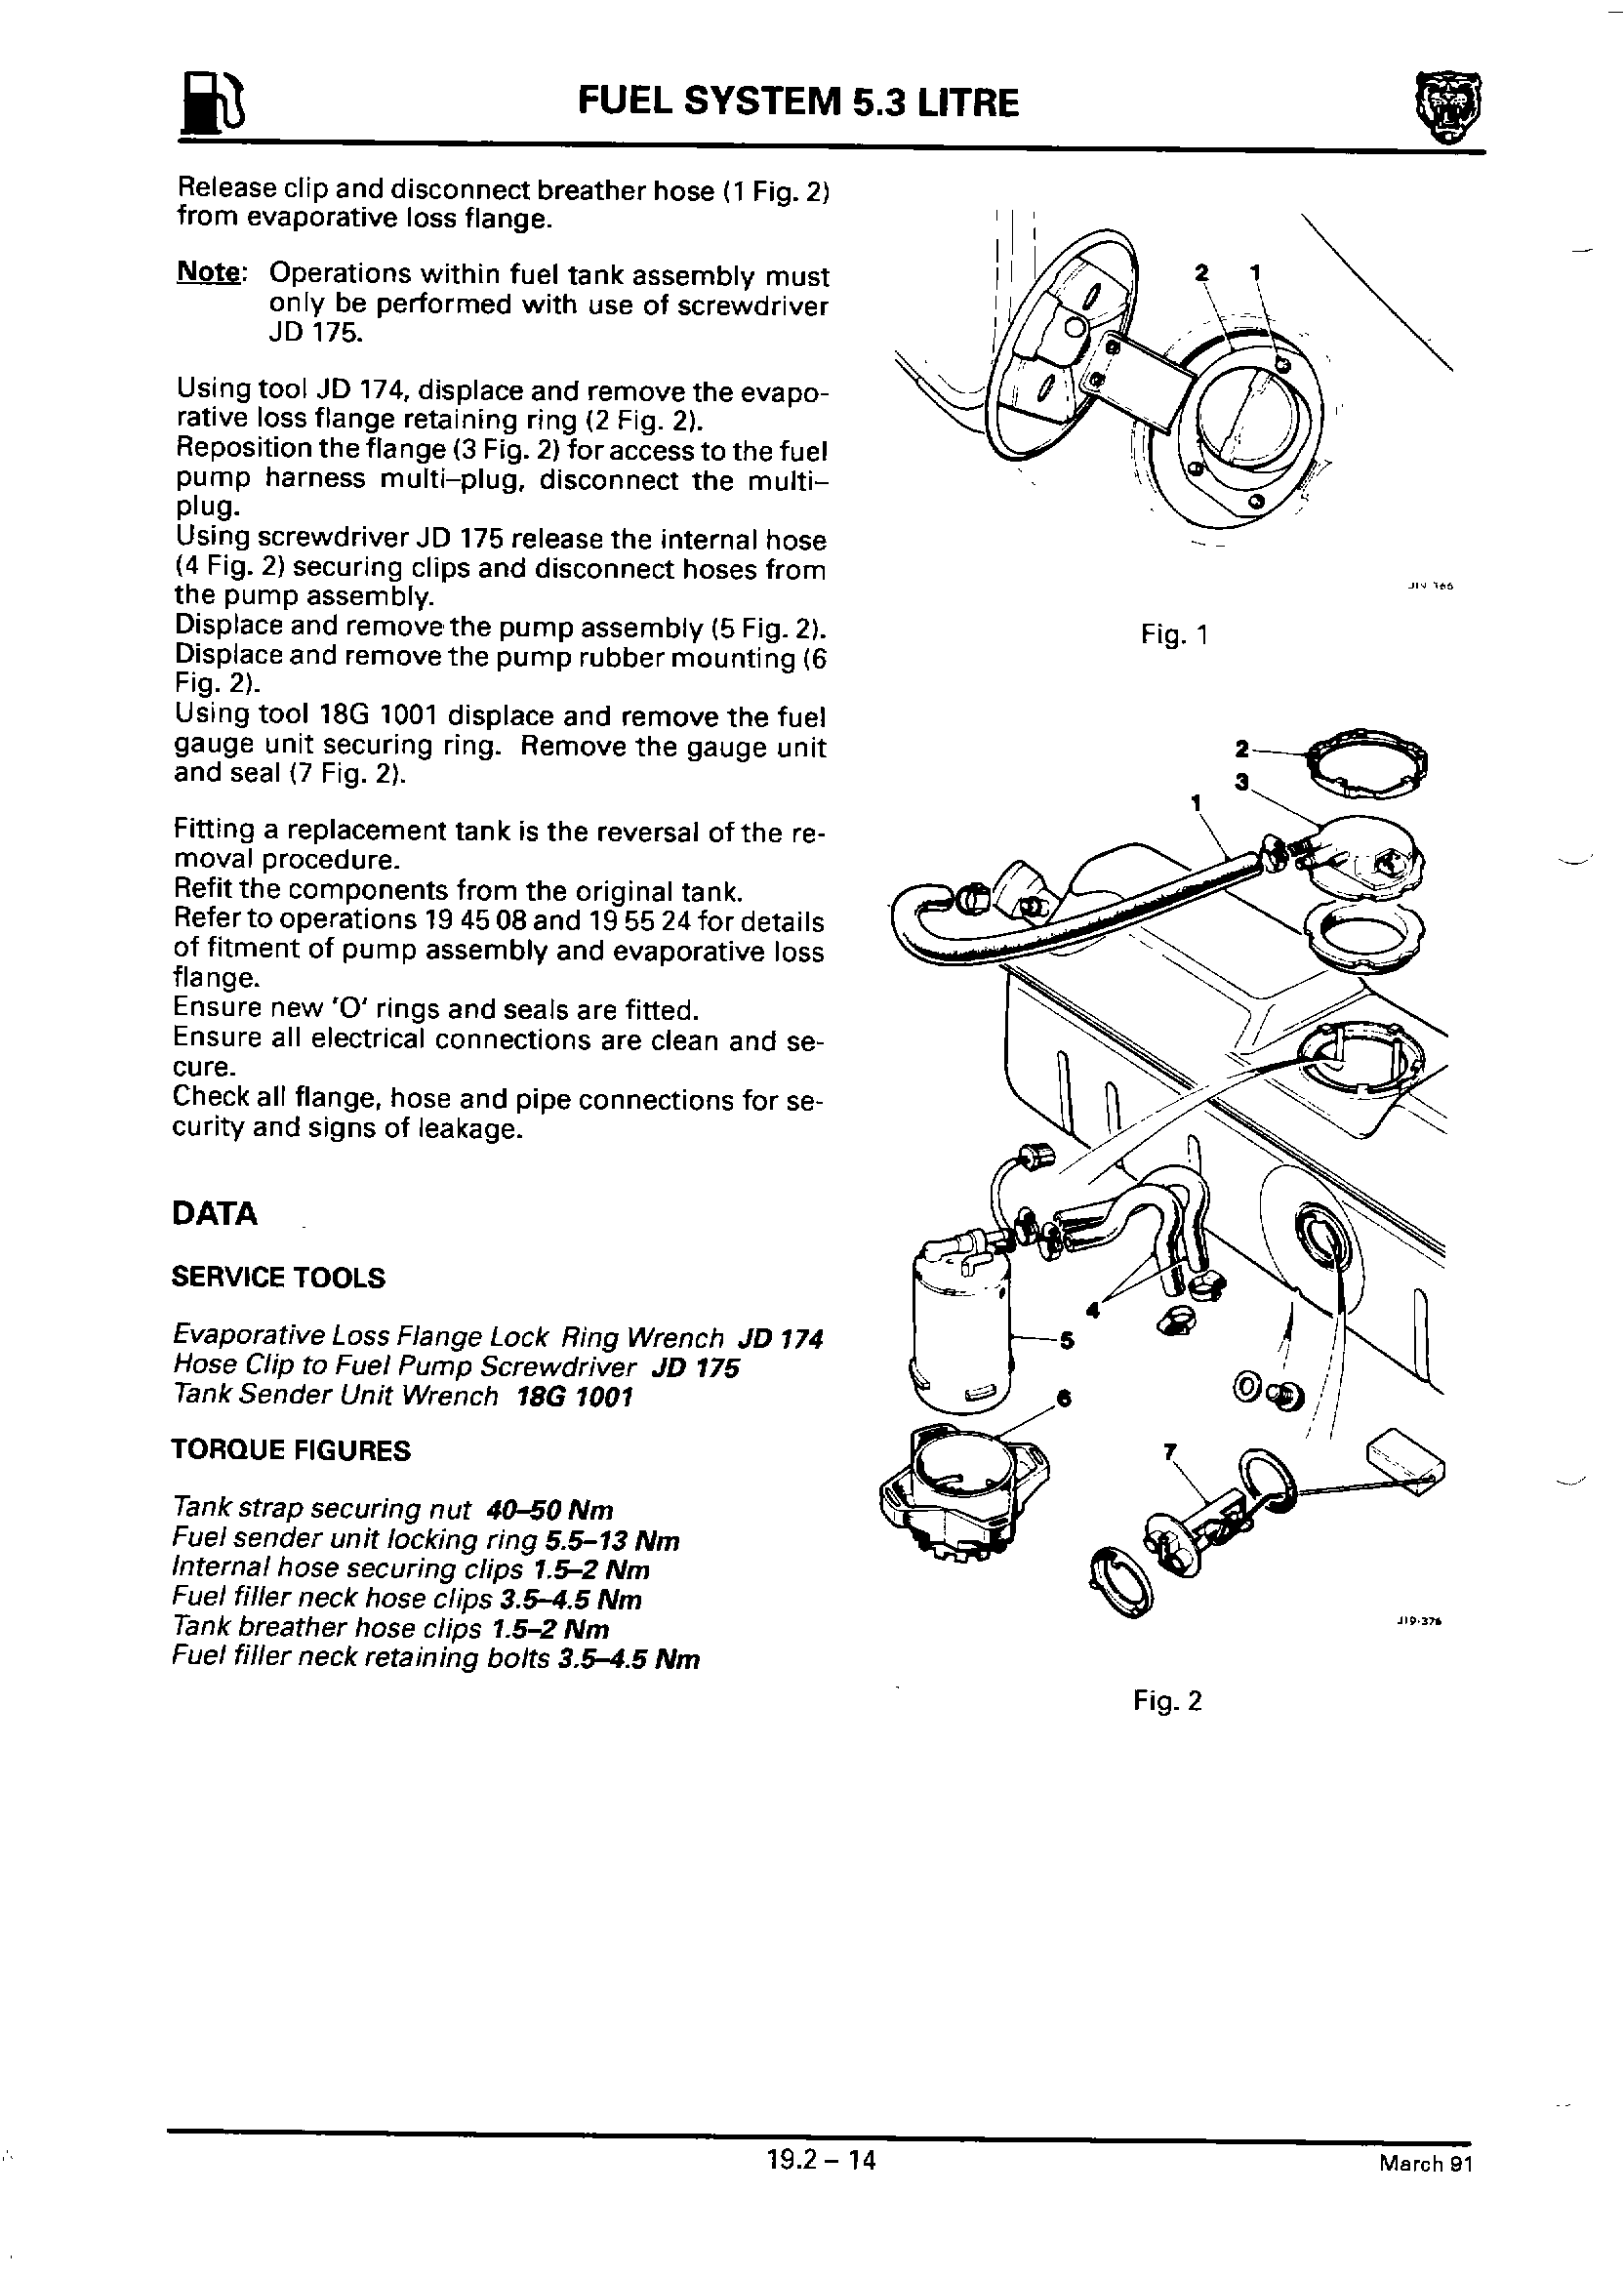 FUEL SYSTEM 5.3 LITRE
Release clip and disconnect breather hose (1 Fig. 2)
from evaporative loss flange.
Note: Operations within fuel tank assembly must
only be performed with use of screwdriver
JD 175.
Using tool JD 174, displace and remove the evapo-
rative loss flange retaining ring (2 Fig. 2).
Reposition the flange (3 Fig. 2) for access to the fuel
pump harness multi–plug, disconnect the multi–
plug.
Using screwdriver JD 175 release the internal hose
(4 Fig. 2) securing clips and disconnect hoses from
the pump assembly.
Displace and remove the pump assembly (5 Fig. 2).
Displace and remove the pump rubber mounting (6
Fig. 2).
Using tool 18G 1001 displace and remove the fuel
gauge unit securing ring. Remove the gauge unit
and seal (7 Fig. 2).
Fitting a replacement tank is the reversal of the re-
moval procedure.
Refit the components from the original tank.
Refer to operations 19 45 08 and 19 55 24 for details
of fitment of pump assembly and evaporative loss
flange.
Ensure new 'O' rings and seals are fitted.
Ensure all electrical connections are clean and se-
cure.
Check all flange, hose and pipe connections for se-
curity and signs of leakage.
DATA
SERVICE TOOLS
Evaporative Loss Flange Lock Ring Wrench JD 174
Hose Clip to Fuel Pump Screwdriver JD 175
Tank Sender Unit Wrench 18G 1001
TORQUE FIGURES
Tank strap securing nut 40–50 Nm
Fuel sender unit locking ring 5.5–13 Nm
Internal hose securing clips 1.5–2 Nm
Fuel filler neck hose clips 3.5–4.5 Nm
Tank breather hose clips 1.5–2 Nm
Fuel filler neck retaining bolts 3.5–4.5 Nm
2 1
Fig. 1
2
3
1
4
5
6
7
J19-376
Fig. 2
19.2 – 14
March 91